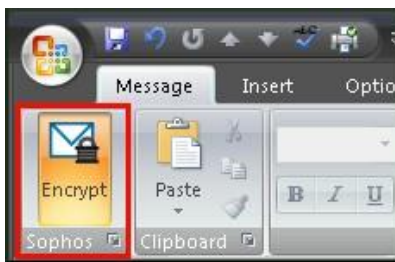 Message Insert Optio
Encrypt Paste B I U
Sophos Clipboard